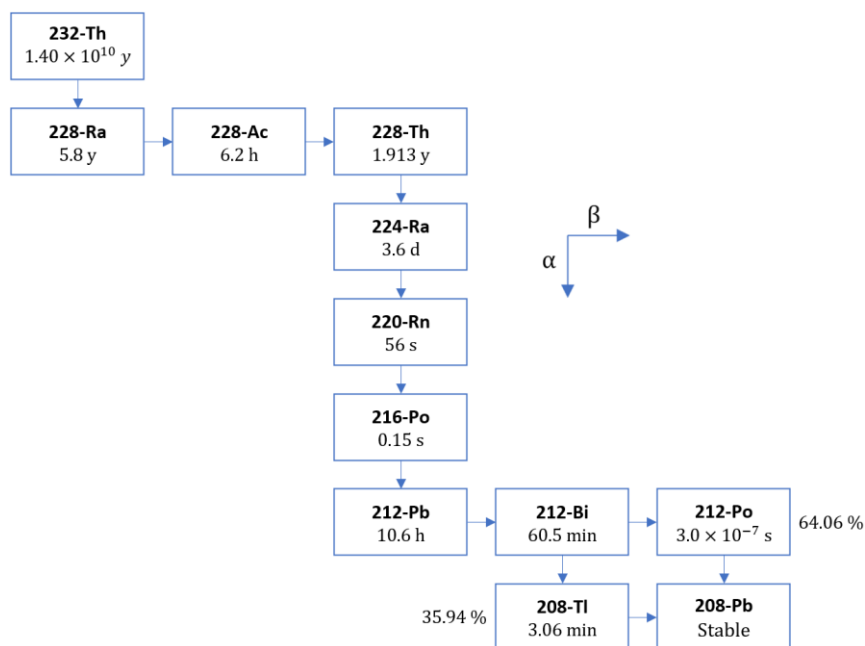 232-Th
1.40 × 10¹⁰ y
228-Ra
5.8 y
228-Ac
6.2 h
228-Th
1.913 y
224-Ra
3.6 d
β
α
220-Rn
56 s
216-Po
0.15 s
212-Pb
10.6 h
212-Bi
60.5 min
212-Po
3.0 × 10⁻⁷ s
64.06 %
35.94 %
208-Tl
3.06 min
208-Pb
Stable